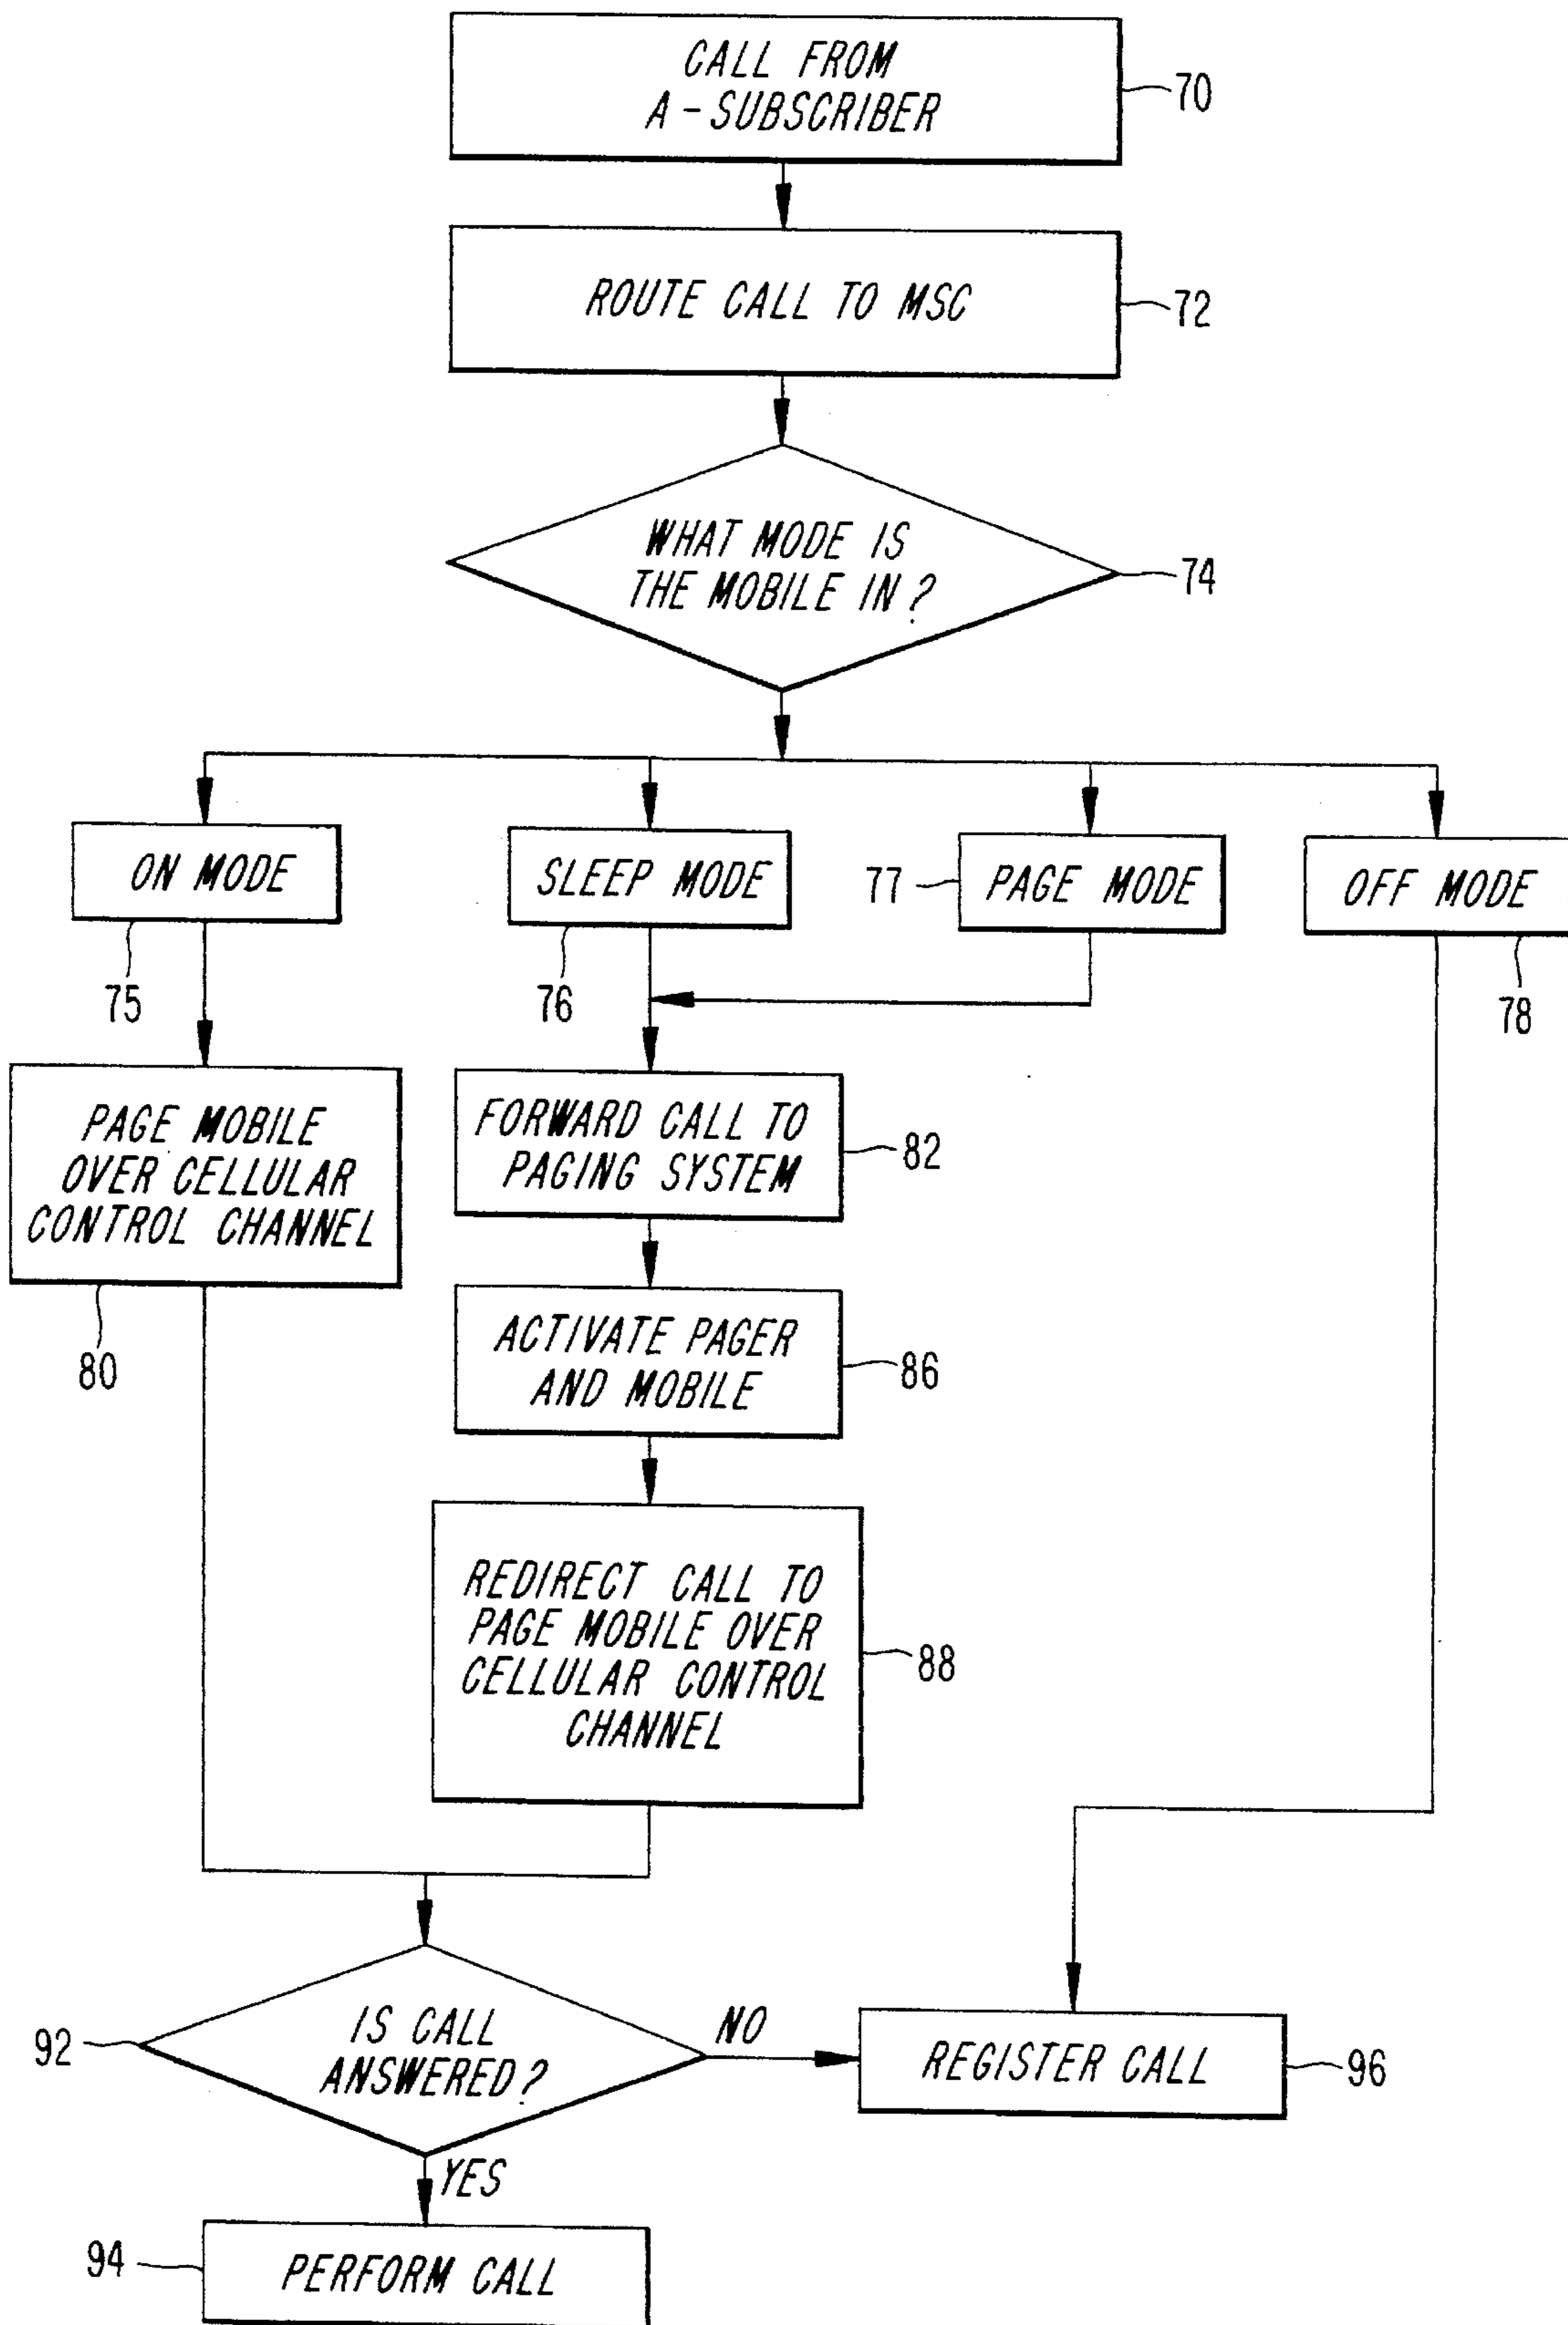 CALL FROM
A-SUBSCRIBER
70
ROUTE CALL TO MSC
72
WHAT MODE IS
THE MOBILE IN?
74
ON MODE
75
SLEEP MODE
76
77
PAGE MODE
OFF MODE
78
PAGE MOBILE
OVER CELLULAR
CONTROL CHANNEL
80
FORWARD CALL TO
PAGING SYSTEM
82
ACTIVATE PAGER
AND MOBILE
86
REDIRECT CALL TO
PAGE MOBILE OVER
CELLULAR CONTROL
CHANNEL
88
92
IS CALL
ANSWERED?
NO
REGISTER CALL
96
YES
94
PERFORM CALL